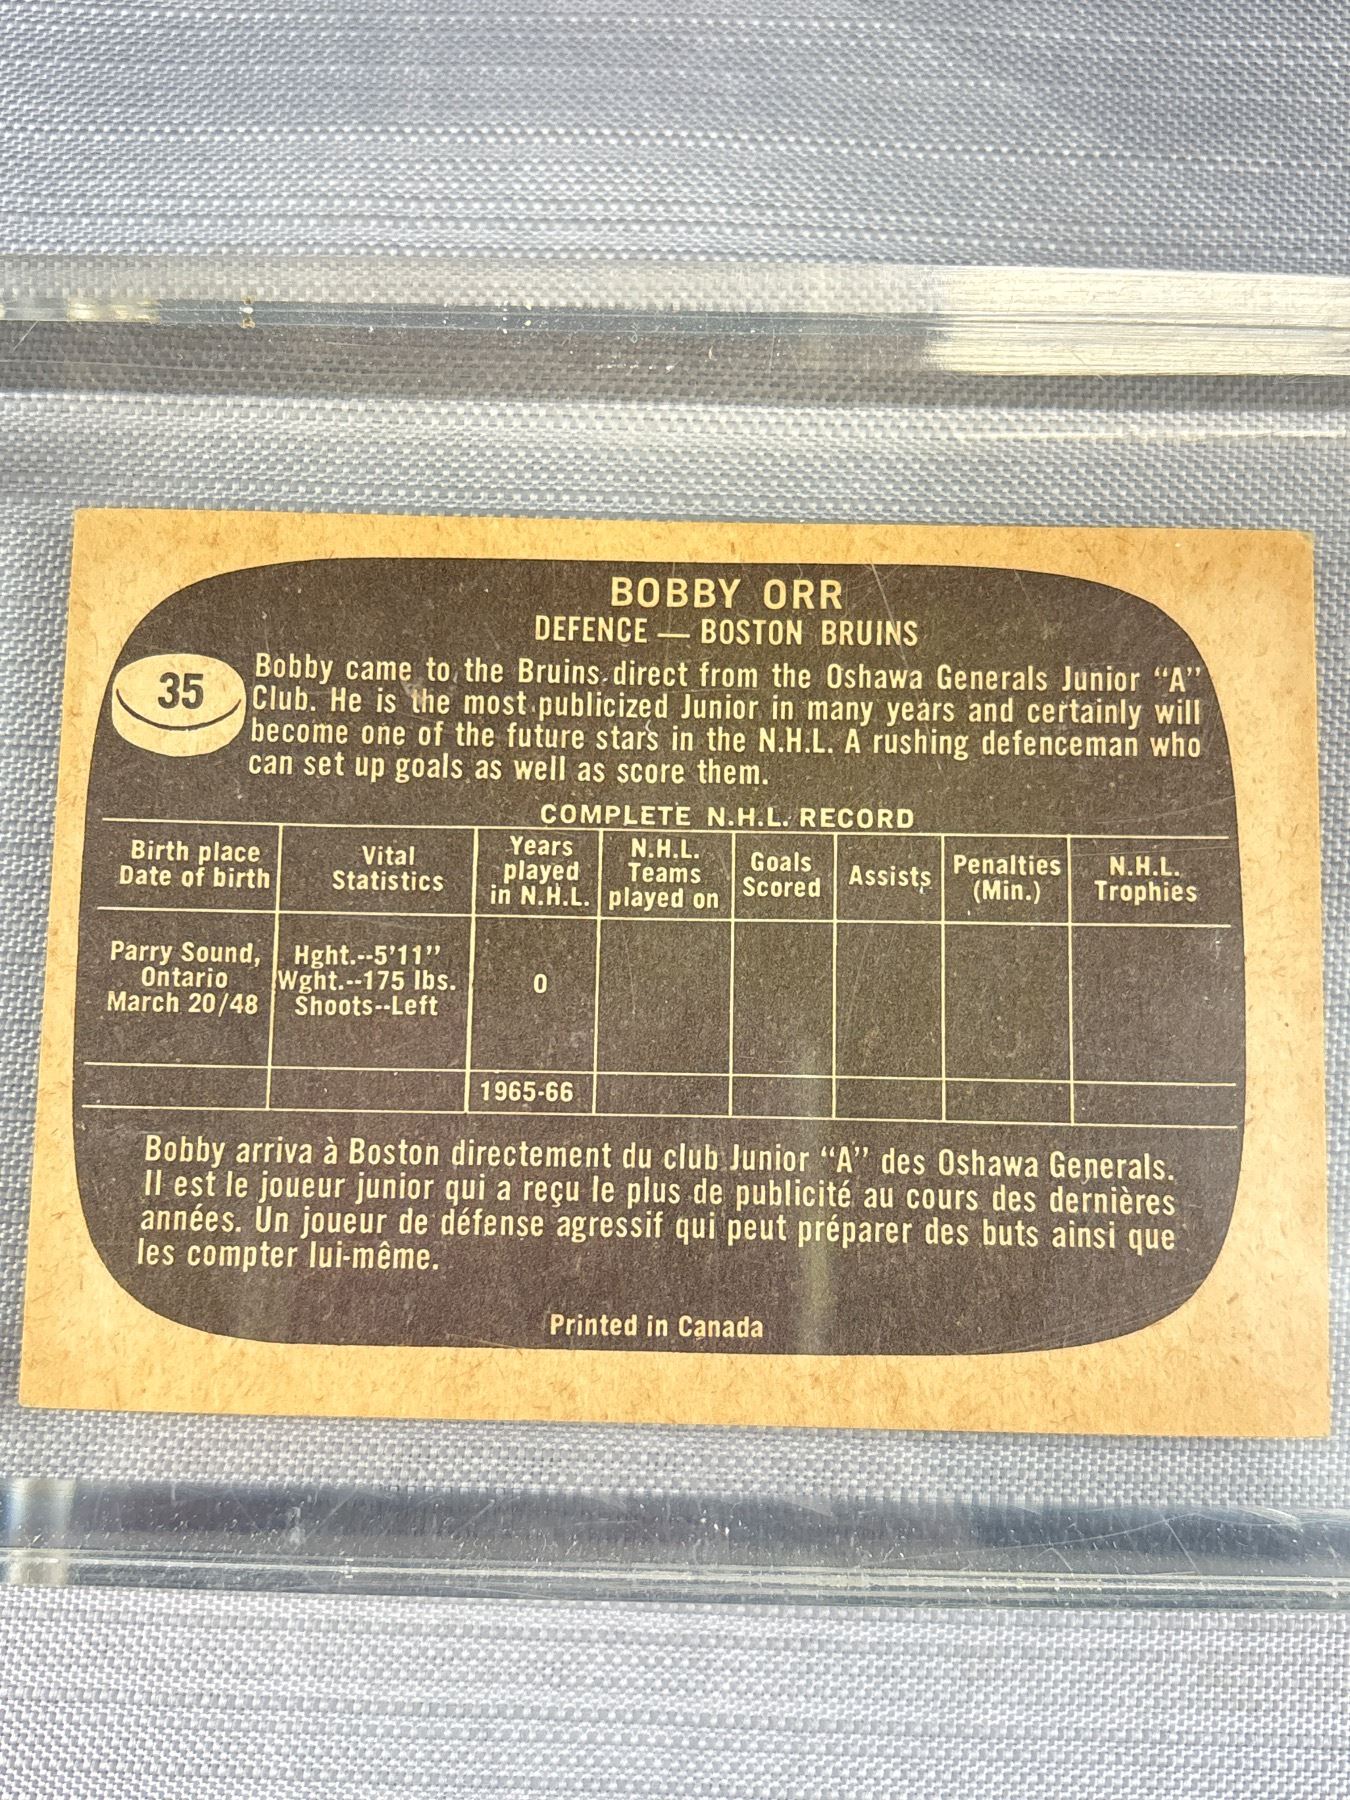 BOBBY ORR
DEFENCE — BOSTON BRUINS
35
Bobby came to the Bruins direct from the Oshawa Generals Junior "A"
Club. He is the most publicized Junior in many years and certainly will
become one of the future stars in the N.H.L. A rushing defenceman who
can set up goals as well as score them.
COMPLETE N.H.L. RECORD
Birth place
Date of birth
Vital
Statistics
Years
played
in N.H.L.
N.H.L.
Teams
played on
Goals
Scored
Assists
Penalties
(Min.)
N.H.L.
Trophies
Parry Sound,
Ontario
March 20/48
Hght.--5'11"
Wght.--175 lbs.
Shoots--Left
0
1965-66
Bobby arriva à Boston directement du club Junior "A" des Oshawa Generals.
Il est le joueur junior qui a reçu le plus de publicité au cours des dernières
années. Un joueur de défense agressif qui peut préparer des buts ainsi que
les compter lui-même.
Printed in Canada